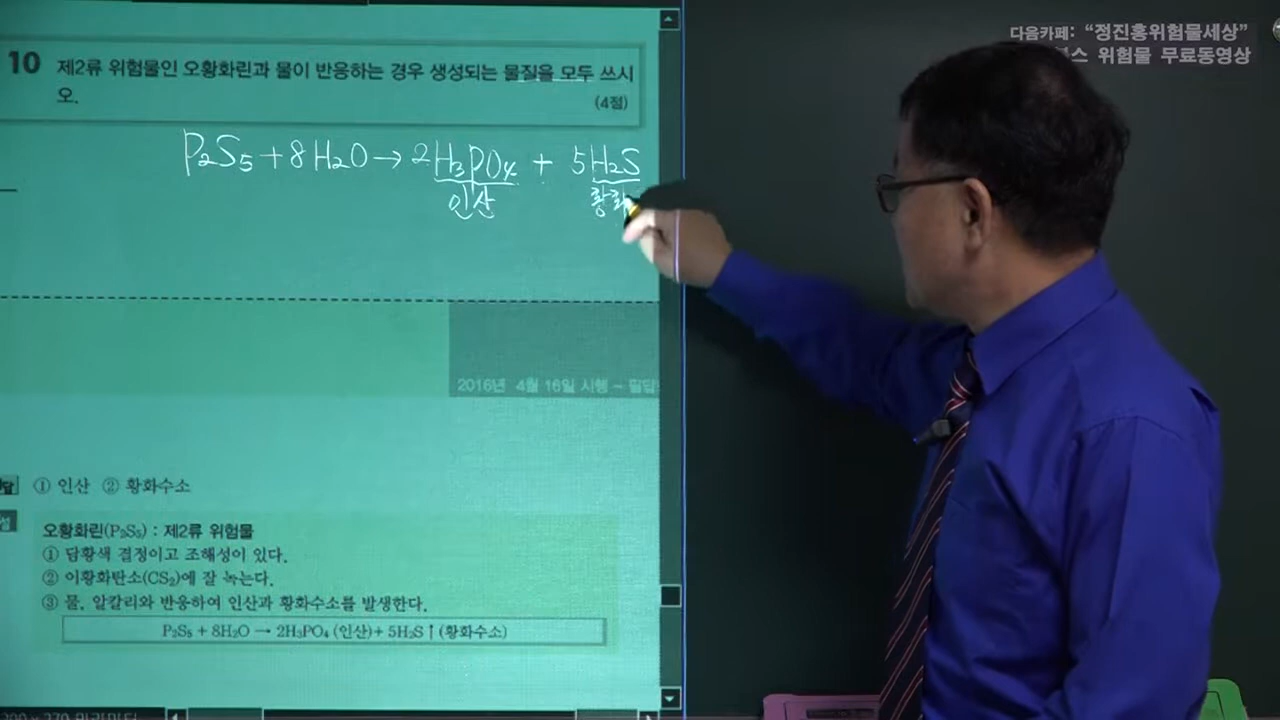 다음카페: “정진홍위험물세상”
스 위험물 무료동영상
10 제2류 위험물인 오황화린과 물이 반응하는 경우 생성되는 물질을 모두 쓰시
오.
(4점)
P₂S₅+8H₂O→2H₃PO₄ + 5H₂S
인산 황화
2016년 4월 16일 시행 ~ 필답
답 ① 인산 ② 황화수소
오황화린(P₂S₅) : 제2류 위험물
① 담황색 결정이고 조해성이 있다.
② 이황화탄소(CS₂)에 잘 녹는다.
③ 물, 알칼리와 반응하여 인산과 황화수소를 발생한다.
P₂S₅ + 8H₂O → 2H₃PO₄ (인산)+ 5H₂S↑(황화수소)